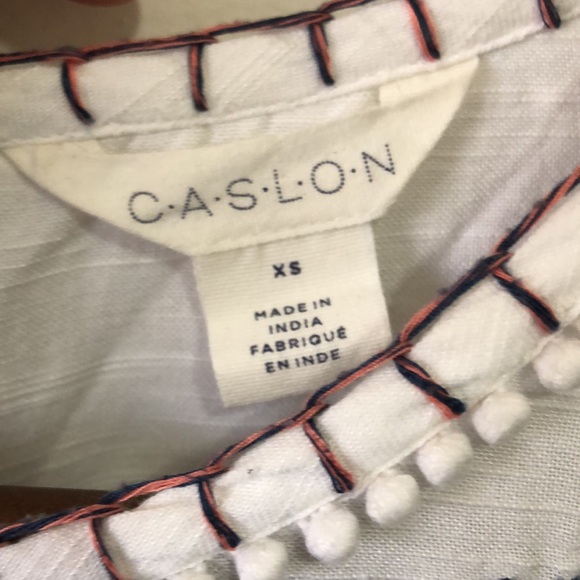 C·A·S·L·O·N
XS
MADE IN
INDIA
FABRIQUÉ
EN INDE